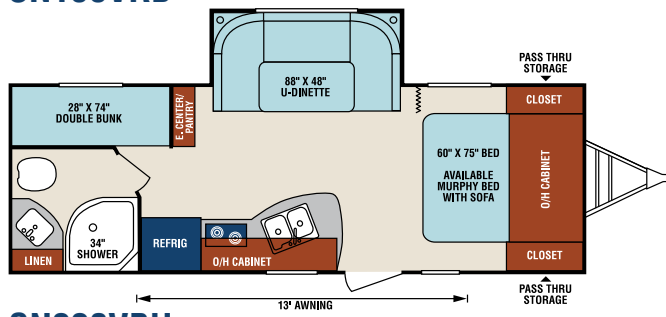 PASS THRU
STORAGE
88" X 48"
U-DINETTE
28" X 74"
DOUBLE BUNK
E. CENTER/
PANTRY
CLOSET
60" X 75" BED
AVAILABLE
MURPHY BED
WITH SOFA
O/H CABINET
34"
SHOWER
REFRIG
LINEN
O/H CABINET
CLOSET
PASS THRU
STORAGE
13' AWNING